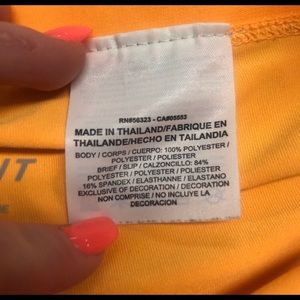 RN#56323 - CA#05553
MADE IN THAILAND/FABRIQUE EN
THAILANDE/HECHO EN TAILANDIA
BODY / CORPS / CUERPO: 100% POLYESTER /
POLYESTER / POLIESTER
BRIEF / SLIP / CALZONCILLO: 84%
POLYESTER / POLYESTER / POLIESTER
16% SPANDEX / ELASTHANNE / ELASTANO
EXCLUSIVE OF DECORATION / DECORATION
NON COMPRISE / NO INCLUYE LA
DECORACION
IT